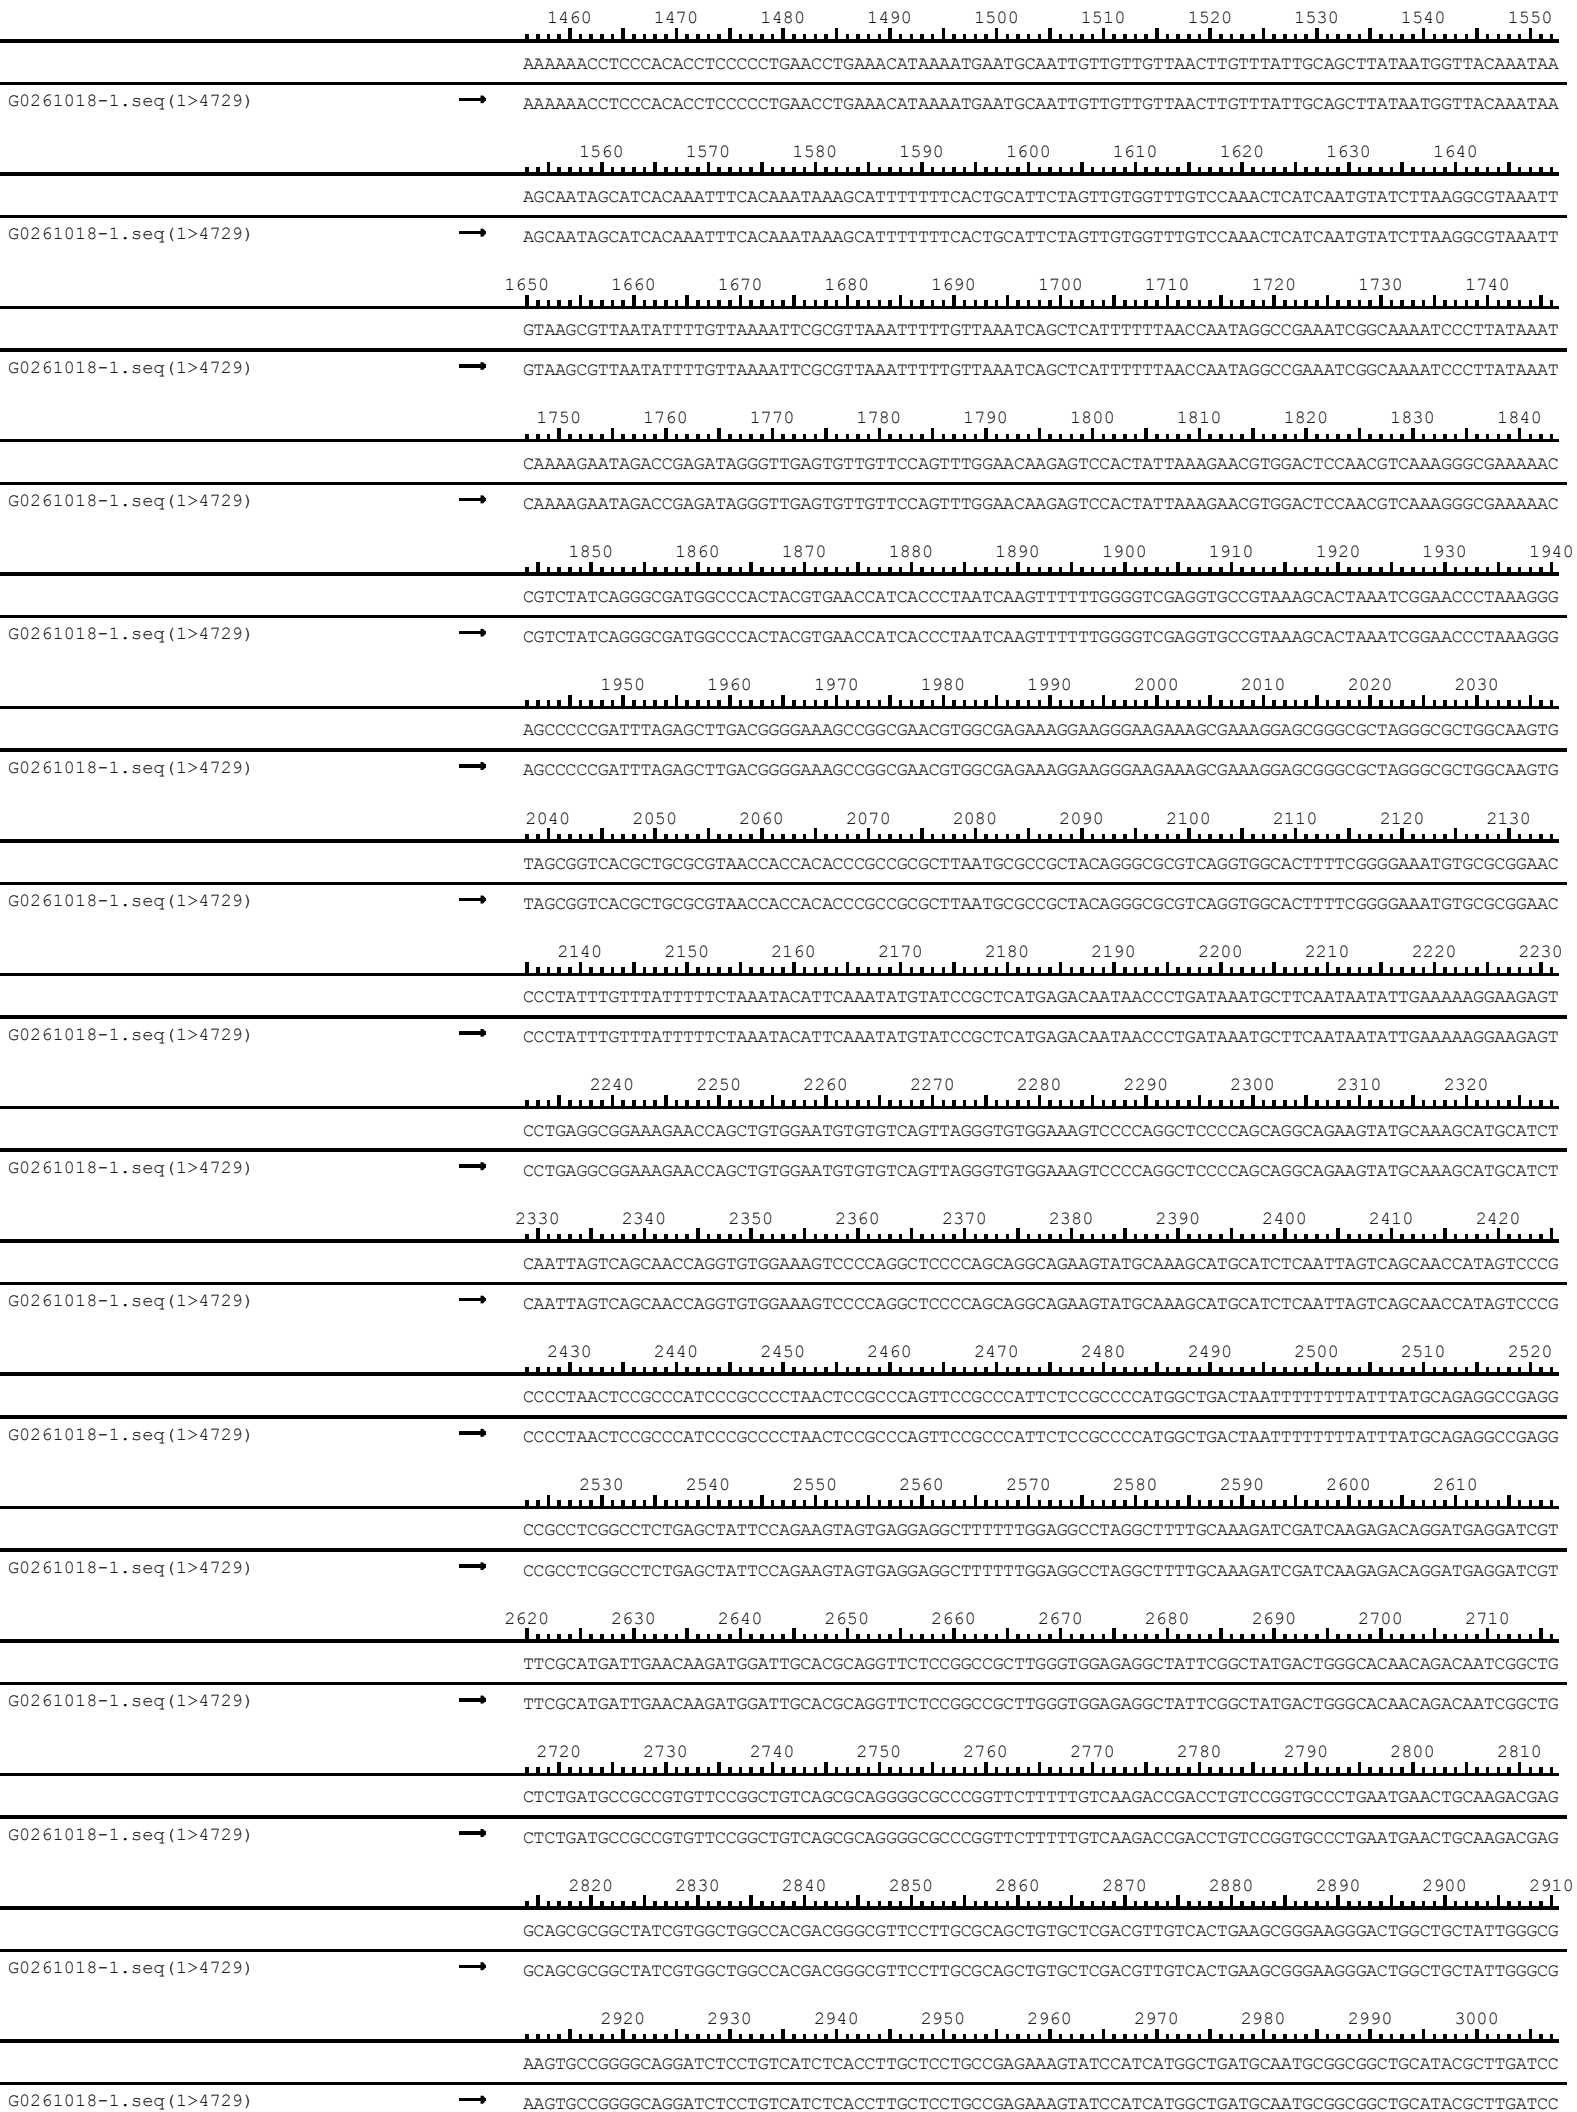 1460 1470 1480 1490 1500 1510 1520 1530 1540 1550
AAAAAACCTCCCACACCTCCCCCTGAACCTGAAACATAAAATGAATGCAATTGTTGTTGTTAACTTGTTTATTGCAGCTTATAATGGTTACAAATAA
G0261018-1.seq(1>4729) → AAAAAACCTCCCACACCTCCCCCTGAACCTGAAACATAAAATGAATGCAATTGTTGTTGTTAACTTGTTTATTGCAGCTTATAATGGTTACAAATAA
1560 1570 1580 1590 1600 1610 1620 1630 1640
AGCAATAGCATCACAAATTTCACAAATAAAGCATTTTTTTCACTGCATTCTAGTTGTGGTTTGTCCAAACTCATCAATGTATCTTAAGGCGTAAATT
G0261018-1.seq(1>4729) → AGCAATAGCATCACAAATTTCACAAATAAAGCATTTTTTTCACTGCATTCTAGTTGTGGTTTGTCCAAACTCATCAATGTATCTTAAGGCGTAAATT
1650 1660 1670 1680 1690 1700 1710 1720 1730 1740
GTAAGCGTTAATATTTTGTTAAAATTCGCGTTAAATTTTTGTTAAATCAGCTCATTTTTTAACCAATAGGCCGAAATCGGCAAAATCCCTTATAAAT
G0261018-1.seq(1>4729) → GTAAGCGTTAATATTTTGTTAAAATTCGCGTTAAATTTTTGTTAAATCAGCTCATTTTTTAACCAATAGGCCGAAATCGGCAAAATCCCTTATAAAT
1750 1760 1770 1780 1790 1800 1810 1820 1830 1840
CAAAAGAATAGACCGAGATAGGGTTGAGTGTTGTTCCAGTTTGGAACAAGAGTCCACTATTAAAGAACGTGGACTCCAACGTCAAAGGGCGAAAAAC
G0261018-1.seq(1>4729) → CAAAAGAATAGACCGAGATAGGGTTGAGTGTTGTTCCAGTTTGGAACAAGAGTCCACTATTAAAGAACGTGGACTCCAACGTCAAAGGGCGAAAAAC
1850 1860 1870 1880 1890 1900 1910 1920 1930 1940
CGTCTATCAGGGCGATGGCCCACTACGTGAACCATCACCCTAATCAAGTTTTTTGGGGTCGAGGTGCCGTAAAGCACTAAATCGGAACCCTAAAGGG
G0261018-1.seq(1>4729) → CGTCTATCAGGGCGATGGCCCACTACGTGAACCATCACCCTAATCAAGTTTTTTGGGGTCGAGGTGCCGTAAAGCACTAAATCGGAACCCTAAAGGG
1950 1960 1970 1980 1990 2000 2010 2020 2030
AGCCCCCGATTTAGAGCTTGACGGGGAAAGCCGGCGAACGTGGCGAGAAAGGAAGGGAAGAAAGCGAAAGGAGCGGGCGCTAGGGCGCTGGCAAGTG
G0261018-1.seq(1>4729) → AGCCCCCGATTTAGAGCTTGACGGGGAAAGCCGGCGAACGTGGCGAGAAAGGAAGGGAAGAAAGCGAAAGGAGCGGGCGCTAGGGCGCTGGCAAGTG
2040 2050 2060 2070 2080 2090 2100 2110 2120 2130
TAGCGGTCACGCTGCGCGTAACCACCACACCCGCCGCGCTTAATGCGCCGCTACAGGGCGCGTCAGGTGGCACTTTTCGGGGAAATGTGCGCGGAAC
G0261018-1.seq(1>4729) → TAGCGGTCACGCTGCGCGTAACCACCACACCCGCCGCGCTTAATGCGCCGCTACAGGGCGCGTCAGGTGGCACTTTTCGGGGAAATGTGCGCGGAAC
2140 2150 2160 2170 2180 2190 2200 2210 2220 2230
CCCTATTTGTTTATTTTTCTAAATACATTCAAATATGTATCCGCTCATGAGACAATAACCCTGATAAATGCTTCAATAATATTGAAAAAGGAAGAGT
G0261018-1.seq(1>4729) → CCCTATTTGTTTATTTTTCTAAATACATTCAAATATGTATCCGCTCATGAGACAATAACCCTGATAAATGCTTCAATAATATTGAAAAAGGAAGAGT
2240 2250 2260 2270 2280 2290 2300 2310 2320
CCTGAGGCGGAAAGAACCAGCTGTGGAATGTGTGTCAGTTAGGGTGTGGAAAGTCCCCAGGCTCCCCAGCAGGCAGAAGTATGCAAAGCATGCATCT
G0261018-1.seq(1>4729) → CCTGAGGCGGAAAGAACCAGCTGTGGAATGTGTGTCAGTTAGGGTGTGGAAAGTCCCCAGGCTCCCCAGCAGGCAGAAGTATGCAAAGCATGCATCT
2330 2340 2350 2360 2370 2380 2390 2400 2410 2420
CAATTAGTCAGCAACCAGGTGTGGAAAGTCCCCAGGCTCCCCAGCAGGCAGAAGTATGCAAAGCATGCATCTCAATTAGTCAGCAACCATAGTCCCG
G0261018-1.seq(1>4729) → CAATTAGTCAGCAACCAGGTGTGGAAAGTCCCCAGGCTCCCCAGCAGGCAGAAGTATGCAAAGCATGCATCTCAATTAGTCAGCAACCATAGTCCCG
2430 2440 2450 2460 2470 2480 2490 2500 2510 2520
CCCCTAACTCCGCCCATCCCGCCCCTAACTCCGCCCAGTTCCGCCCATTCTCCGCCCCATGGCTGACTAATTTTTTTTATTTATGCAGAGGCCGAGG
G0261018-1.seq(1>4729) → CCCCTAACTCCGCCCATCCCGCCCCTAACTCCGCCCAGTTCCGCCCATTCTCCGCCCCATGGCTGACTAATTTTTTTTATTTATGCAGAGGCCGAGG
2530 2540 2550 2560 2570 2580 2590 2600 2610
CCGCCTCGGCCTCTGAGCTATTCCAGAAGTAGTGAGGAGGCTTTTTTGGAGGCCTAGGCTTTTGCAAAGATCGATCAAGAGACAGGATGAGGATCGT
G0261018-1.seq(1>4729) → CCGCCTCGGCCTCTGAGCTATTCCAGAAGTAGTGAGGAGGCTTTTTTGGAGGCCTAGGCTTTTGCAAAGATCGATCAAGAGACAGGATGAGGATCGT
2620 2630 2640 2650 2660 2670 2680 2690 2700 2710
TTCGCATGATTGAACAAGATGGATTGCACGCAGGTTCTCCGGCCGCTTGGGTGGAGAGGCTATTCGGCTATGACTGGGCACAACAGACAATCGGCTG
G0261018-1.seq(1>4729) → TTCGCATGATTGAACAAGATGGATTGCACGCAGGTTCTCCGGCCGCTTGGGTGGAGAGGCTATTCGGCTATGACTGGGCACAACAGACAATCGGCTG
2720 2730 2740 2750 2760 2770 2780 2790 2800 2810
CTCTGATGCCGCCGTGTTCCGGCTGTCAGCGCAGGGGCGCCCGGTTCTTTTTGTCAAGACCGACCTGTCCGGTGCCCTGAATGAACTGCAAGACGAG
G0261018-1.seq(1>4729) → CTCTGATGCCGCCGTGTTCCGGCTGTCAGCGCAGGGGCGCCCGGTTCTTTTTGTCAAGACCGACCTGTCCGGTGCCCTGAATGAACTGCAAGACGAG
2820 2830 2840 2850 2860 2870 2880 2890 2900 2910
GCAGCGCGGCTATCGTGGCTGGCCACGACGGGCGTTCCTTGCGCAGCTGTGCTCGACGTTGTCACTGAAGCGGGAAGGGACTGGCTGCTATTGGGCG
G0261018-1.seq(1>4729) → GCAGCGCGGCTATCGTGGCTGGCCACGACGGGCGTTCCTTGCGCAGCTGTGCTCGACGTTGTCACTGAAGCGGGAAGGGACTGGCTGCTATTGGGCG
2920 2930 2940 2950 2960 2970 2980 2990 3000
AAGTGCCGGGGCAGGATCTCCTGTCATCTCACCTTGCTCCTGCCGAGAAAGTATCCATCATGGCTGATGCAATGCGGCGGCTGCATACGCTTGATCC
G0261018-1.seq(1>4729) → AAGTGCCGGGGCAGGATCTCCTGTCATCTCACCTTGCTCCTGCCGAGAAAGTATCCATCATGGCTGATGCAATGCGGCGGCTGCATACGCTTGATCC